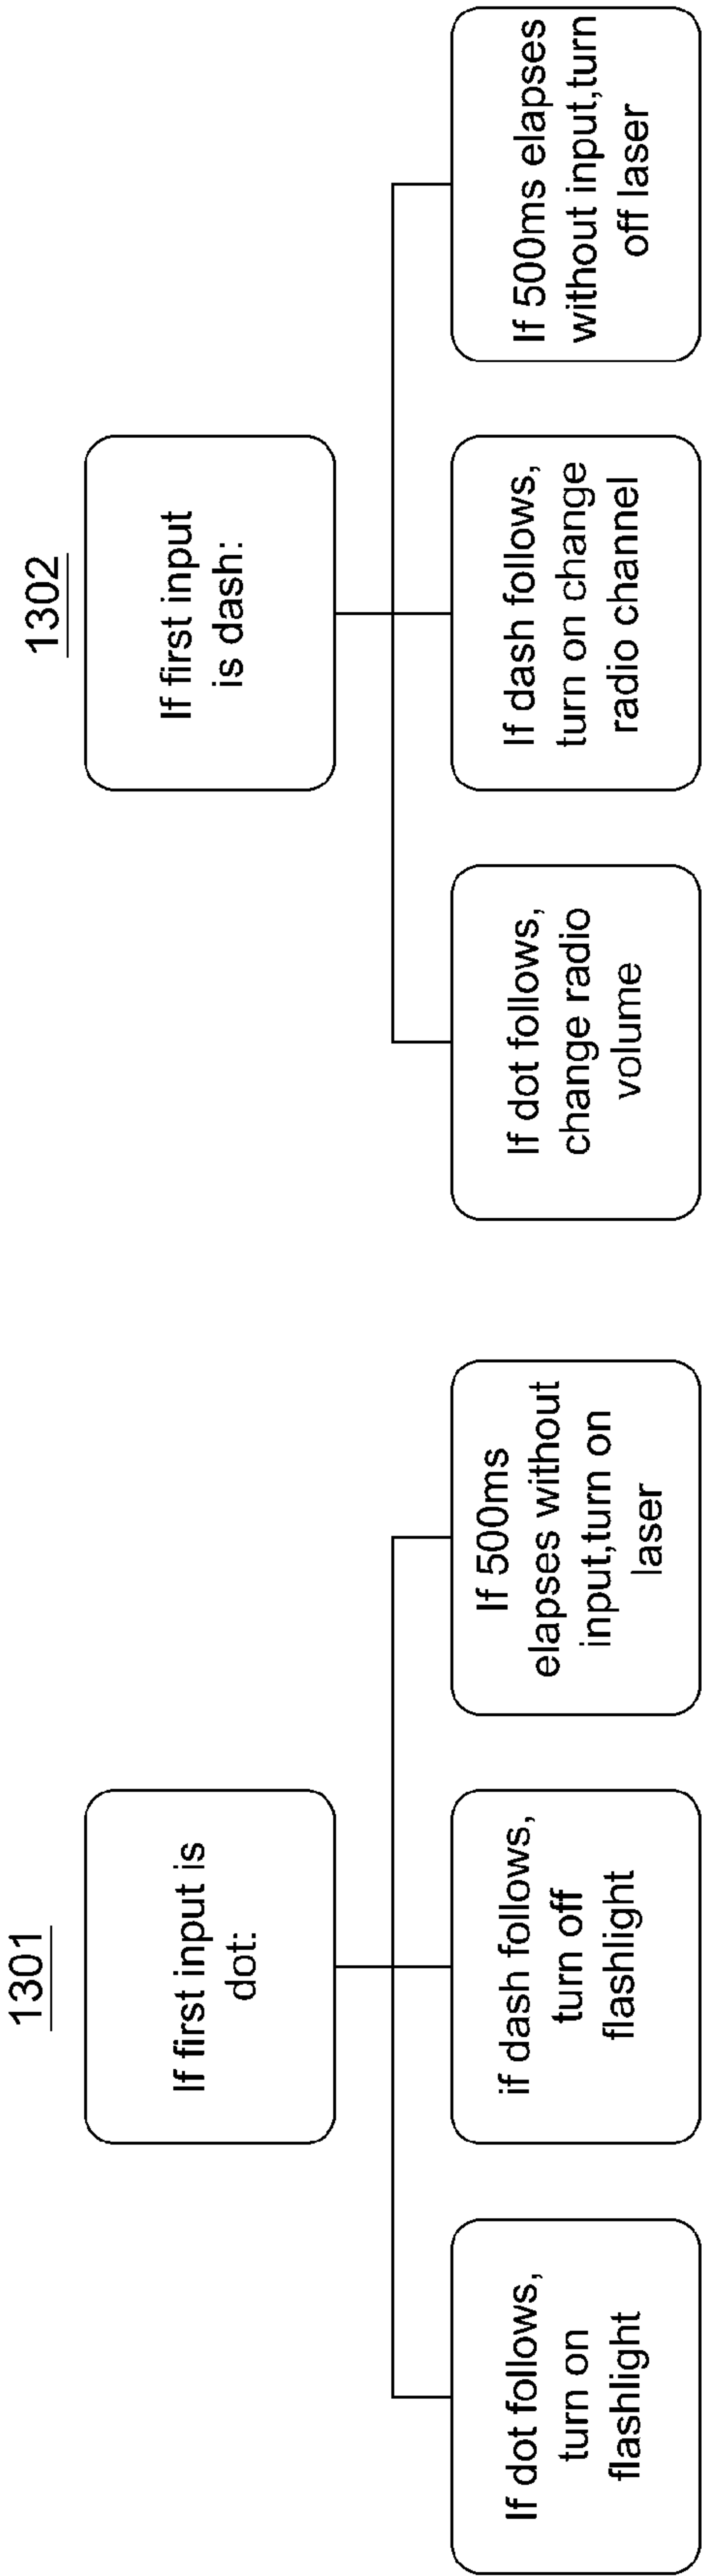 1301
If first input is
dot:
If dot follows,
turn on
flashlight
if dash follows,
turn off
flashlight
If 500ms
elapses without
input,turn on
laser
1302
If first input
is dash:
If dot follows,
change radio
volume
If dash follows,
turn on change
radio channel
If 500ms elapses
without input,turn
off laser